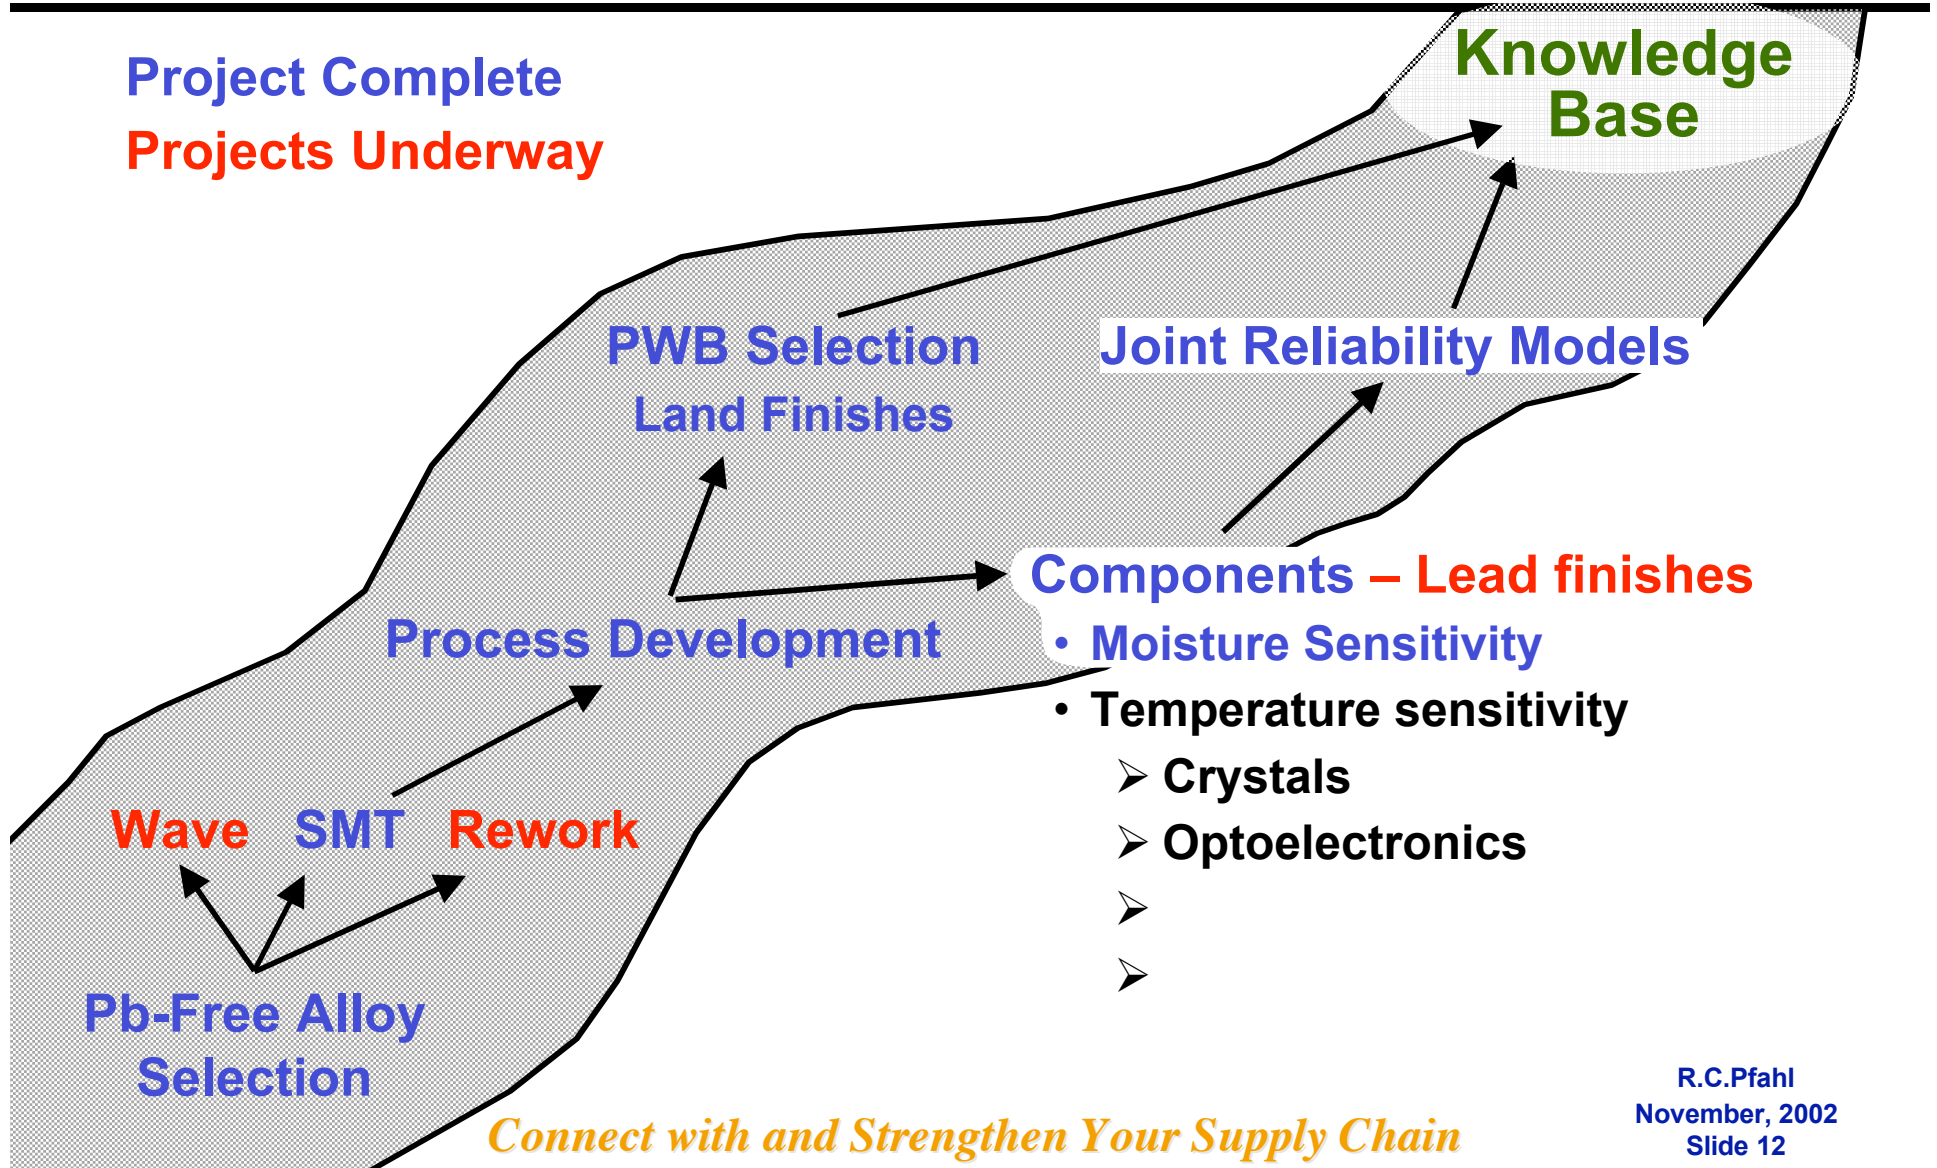 Project Complete
Projects Underway
Knowledge
Base
PWB Selection
Land Finishes
Joint Reliability Models
Components – Lead finishes
• Moisture Sensitivity
• Temperature sensitivity
➢ Crystals
➢ Optoelectronics
➢
➢
Process Development
Wave SMT Rework
Pb-Free Alloy
Selection
Connect with and Strengthen Your Supply Chain
R.C.Pfahl
November, 2002
Slide 12